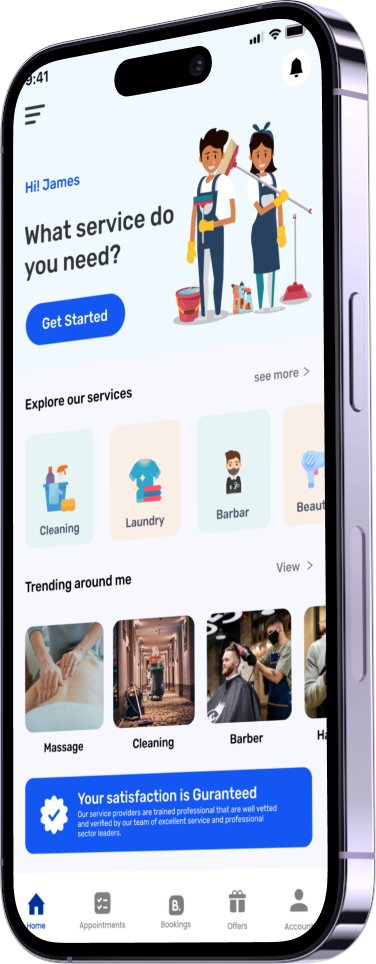 9:41
Hi! James
What service do
you need?
Get Started
Explore our services
see more >
Cleaning
Laundry
Barbar
Beaut
Trending around me
View >
Massage
Cleaning
Barber
Ha
Your satisfaction is Guranteed
Our service providers are trained professional that are well vetted
and verified by our team of excellent service and professional
sector leaders.
B.
Home
Appointments
Bookings
Offers
Accoun